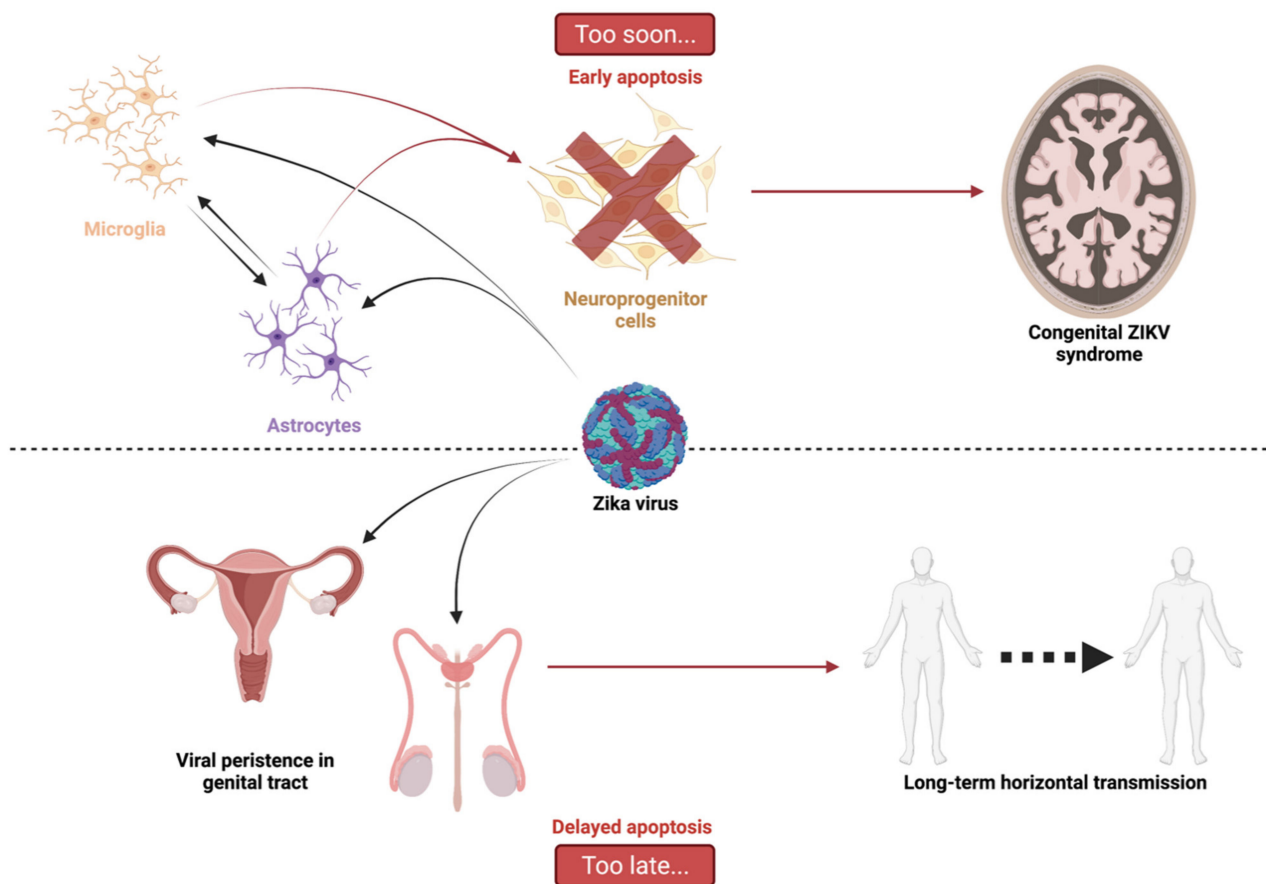 Too soon...
Early apoptosis
Microglia
Neuroprogenitor
cells
Congenital ZIKV
syndrome
Astrocytes
Zika virus
Viral peristence in
genital tract
Long-term horizontal transmission
Delayed apoptosis
Too late...